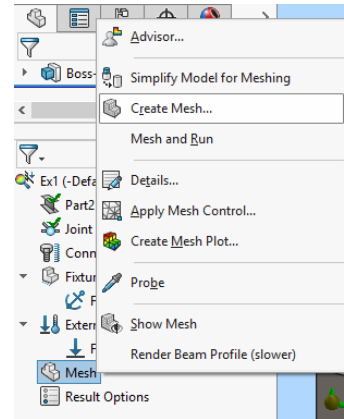 Advisor...
Boss-
Simplify Model for Meshing
Create Mesh...
Mesh and Run
Ex1 (-Defa
Details...
Part2
Apply Mesh Control...
Joint
Create Mesh Plot...
Conn
Fixtur
Probe
F
Extern
Show Mesh
F
Render Beam Profile (slower)
Mesh
Result Options